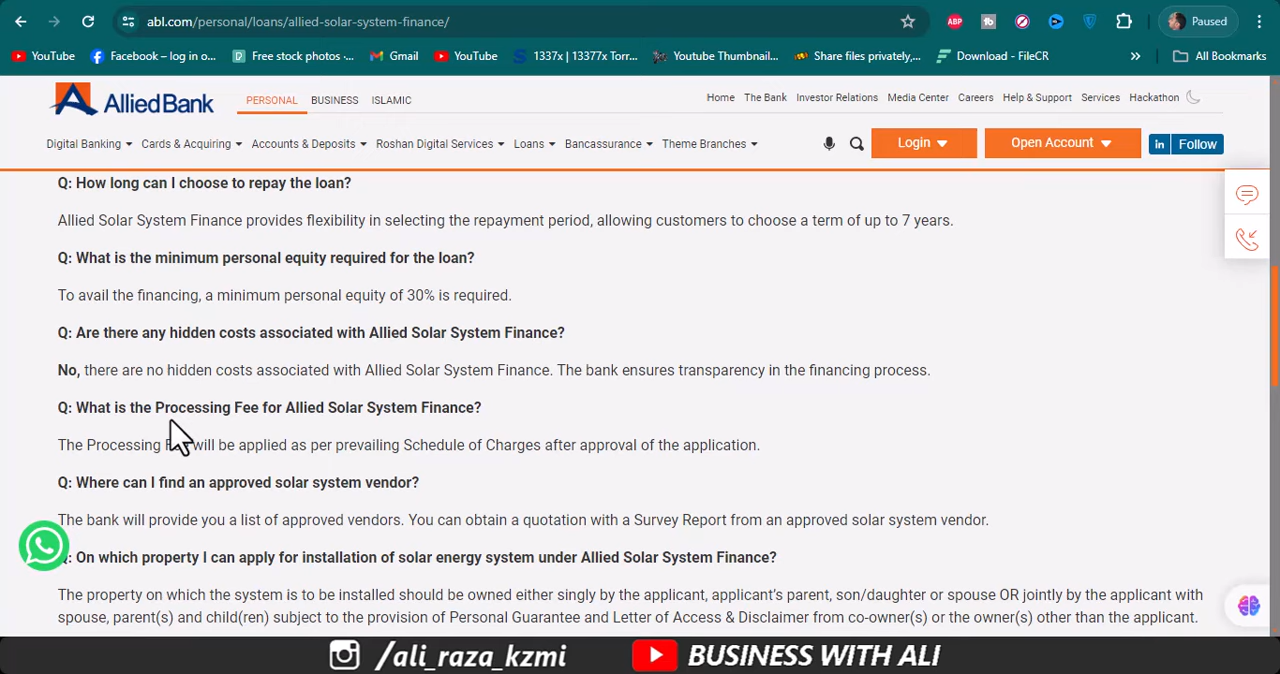 abl.com/personal/loans/allied-solar-system-finance/
ABP
tb
Paused
YouTube
Facebook – log in o...
Free stock photos ·...
Gmail
YouTube
1337x | 13377x Torr...
Youtube Thumbnail...
Share files privately,...
Download - FileCR
»
All Bookmarks
Allied Bank
PERSONAL BUSINESS ISLAMIC
Home The Bank Investor Relations Media Center Careers Help & Support Services Hackathon
Digital Banking Cards & Acquiring Accounts & Deposits Roshan Digital Services Loans Bancassurance Theme Branches
Login
Open Account
in Follow
Q: How long can I choose to repay the loan?
Allied Solar System Finance provides flexibility in selecting the repayment period, allowing customers to choose a term of up to 7 years.
Q: What is the minimum personal equity required for the loan?
To avail the financing, a minimum personal equity of 30% is required.
Q: Are there any hidden costs associated with Allied Solar System Finance?
No, there are no hidden costs associated with Allied Solar System Finance. The bank ensures transparency in the financing process.
Q: What is the Processing Fee for Allied Solar System Finance?
The Processing will be applied as per prevailing Schedule of Charges after approval of the application.
Q: Where can I find an approved solar system vendor?
The bank will provide you a list of approved vendors. You can obtain a quotation with a Survey Report from an approved solar system vendor.
Q: On which property I can apply for installation of solar energy system under Allied Solar System Finance?
The property on which the system is to be installed should be owned either singly by the applicant, applicant's parent, son/daughter or spouse OR jointly by the applicant with
spouse, parent(s) and child(ren) subject to the provision of Personal Guarantee and Letter of Access & Disclaimer from co-owner(s) or the owner(s) other than the applicant.
/ali_raza_kzmi
BUSINESS WITH ALI